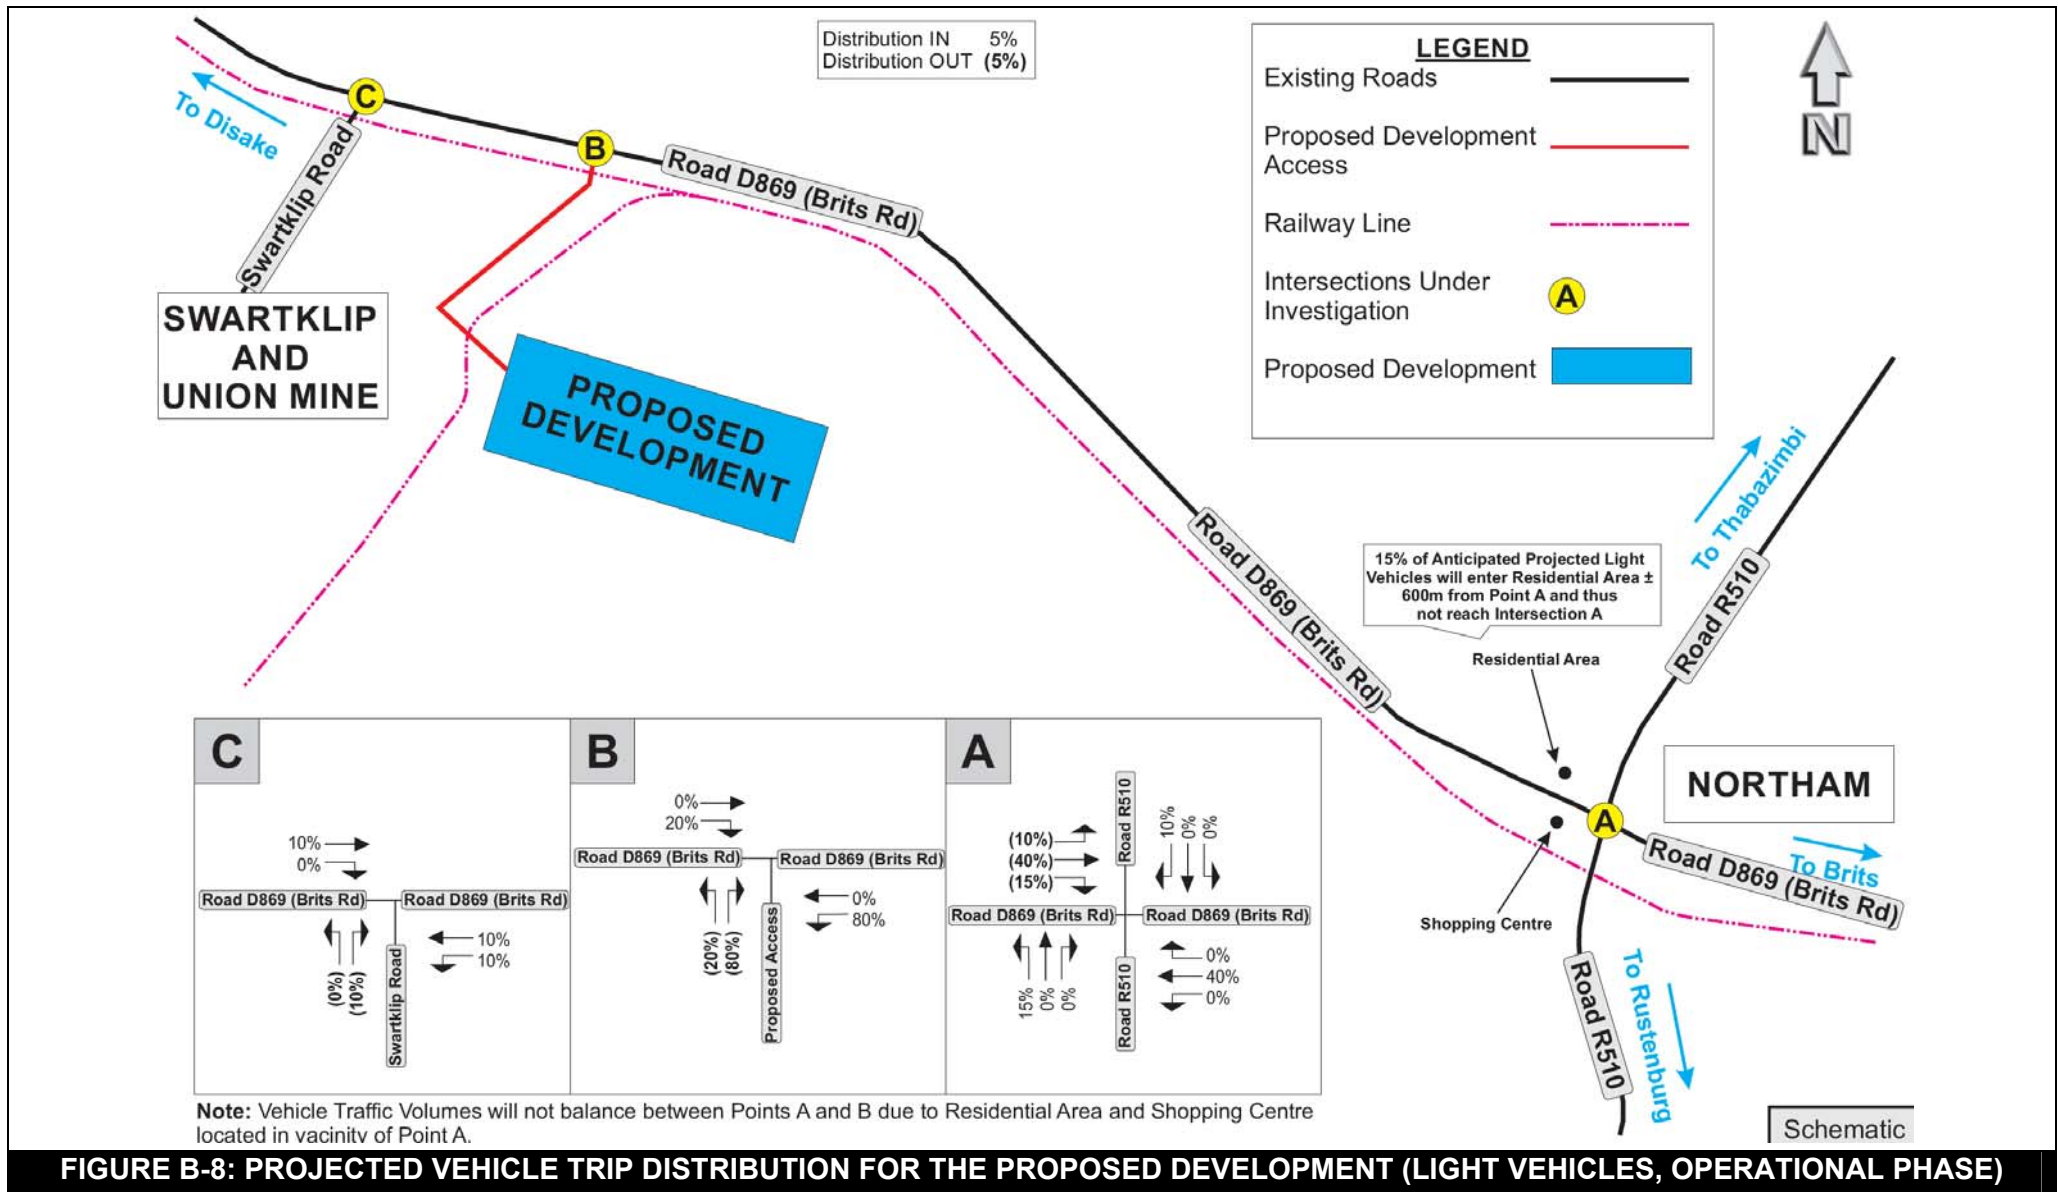 Distribution IN 5%
Distribution OUT (5%)
LEGEND
Existing Roads
Proposed Development
Access
Railway Line
Intersections Under
Investigation
A
Proposed Development
N
C
B
To Disake
Swartklip Road
Road D869 (Brits Rd)
SWARTKLIP
AND
UNION MINE
PROPOSED
DEVELOPMENT
Road D869 (Brits Rd)
15% of Anticipated Projected Light
Vehicles will enter Residential Area ±
600m from Point A and thus
not reach Intersection A
Residential Area
To Thabazimbi
Road R510
NORTHAM
A
To Brits
Road D869 (Brits Rd)
Shopping Centre
Road R510
To Rustenburg
C
10%
0%
Road D869 (Brits Rd)
Road D869 (Brits Rd)
10%
10%
(0%)
(10%)
Swartklip Road
B
0%
20%
Road D869 (Brits Rd)
Road D869 (Brits Rd)
0%
80%
(20%)
(80%)
Proposed Access
A
Road R510
(10%)
(40%)
(15%)
10%
0%
0%
Road D869 (Brits Rd)
Road D869 (Brits Rd)
15%
0%
0%
0%
40%
0%
Road R510
Note: Vehicle Traffic Volumes will not balance between Points A and B due to Residential Area and Shopping Centre
located in vacinity of Point A.
Schematic
FIGURE B-8: PROJECTED VEHICLE TRIP DISTRIBUTION FOR THE PROPOSED DEVELOPMENT (LIGHT VEHICLES, OPERATIONAL PHASE)